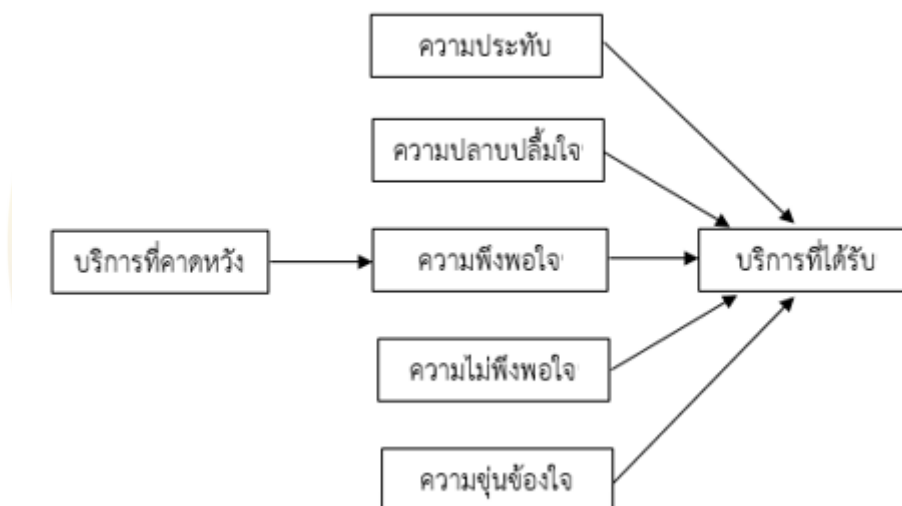 ความประทับ
ความปลาบปลื้มใจ
บริการที่คาดหวัง
ความพึงพอใจ
บริการที่ได้รับ
ความไม่พึงพอใจ
ความขุ่นข้องใจ